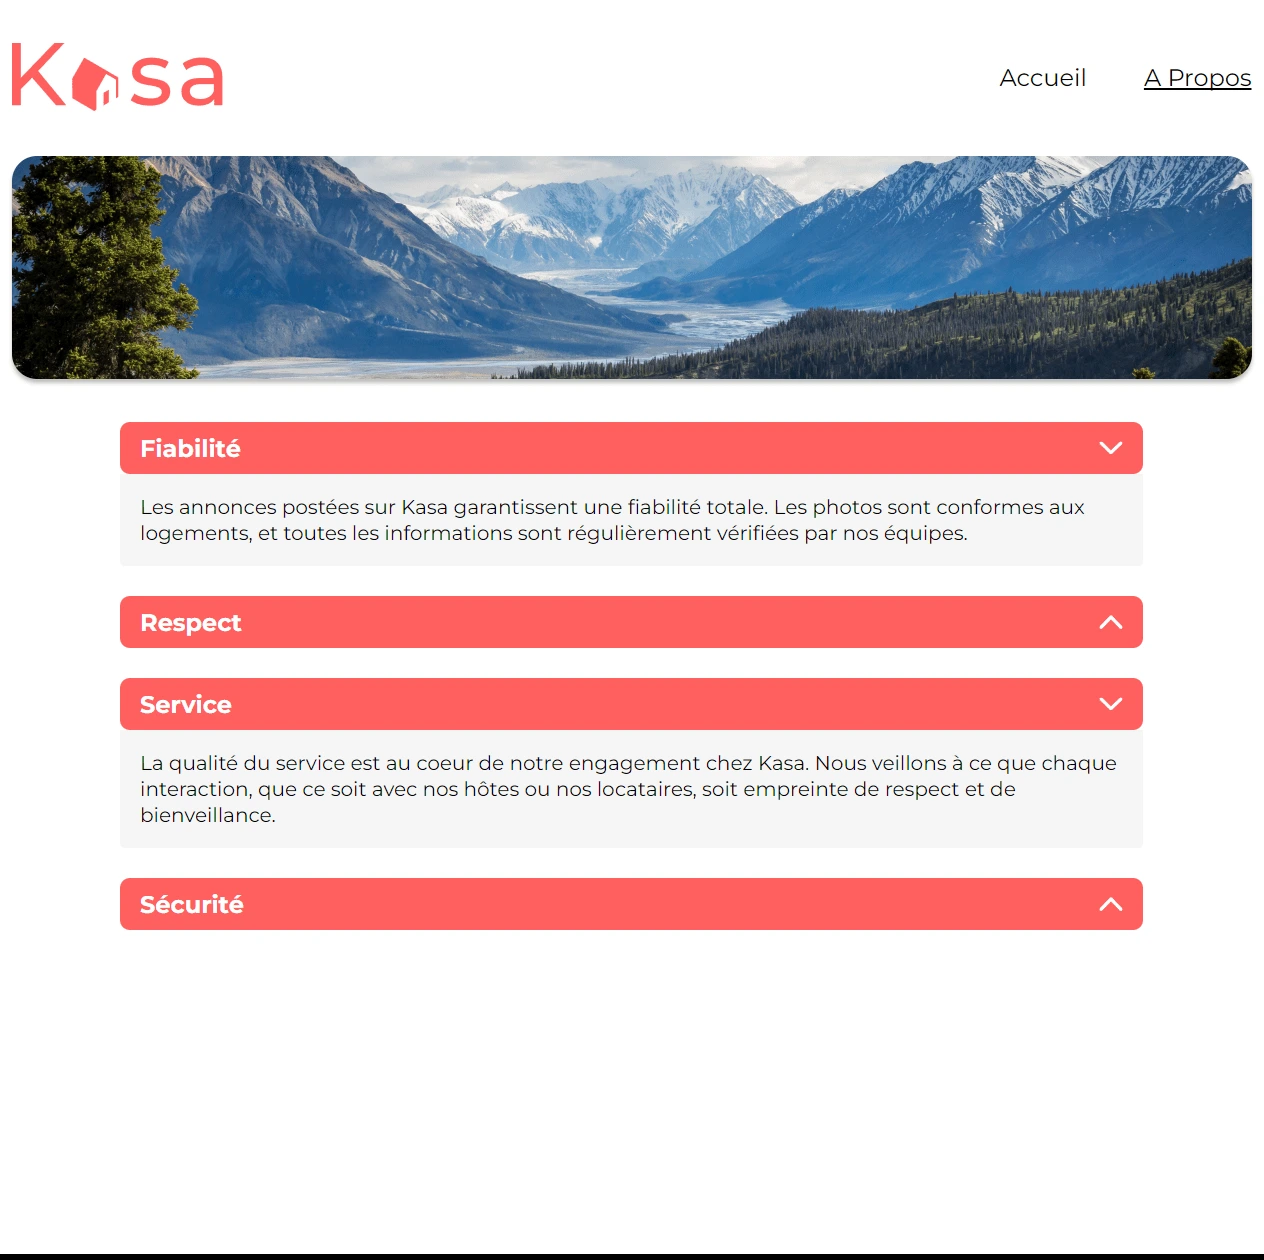 Kasa
Accueil A Propos
Fiabilité
Les annonces postées sur Kasa garantissent une fiabilité totale. Les photos sont conformes aux
logements, et toutes les informations sont régulièrement vérifiées par nos équipes.
Respect
Service
La qualité du service est au coeur de notre engagement chez Kasa. Nous veillons à ce que chaque
interaction, que ce soit avec nos hôtes ou nos locataires, soit empreinte de respect et de
bienveillance.
Sécurité